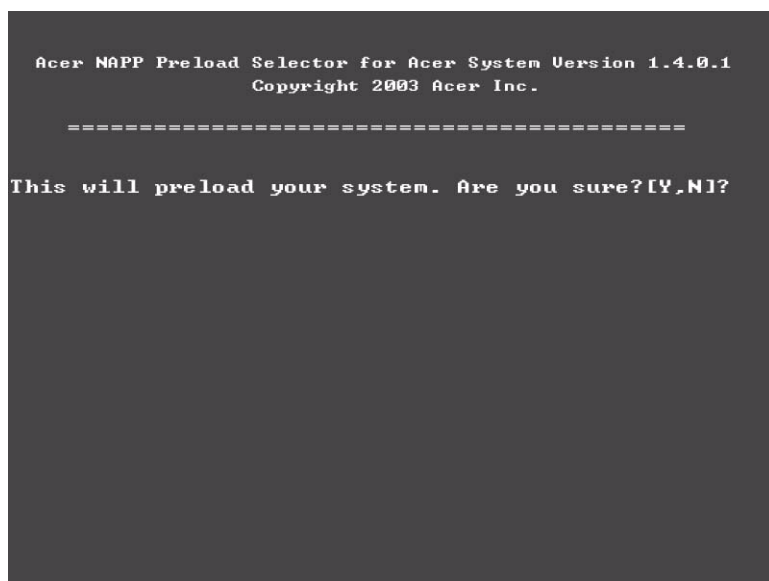 Acer NAPP Preload Selector for Acer System Version 1.4.0.1
Copyright 2003 Acer Inc.
===========================================
This will preload your system. Are you sure?[Y,N]?